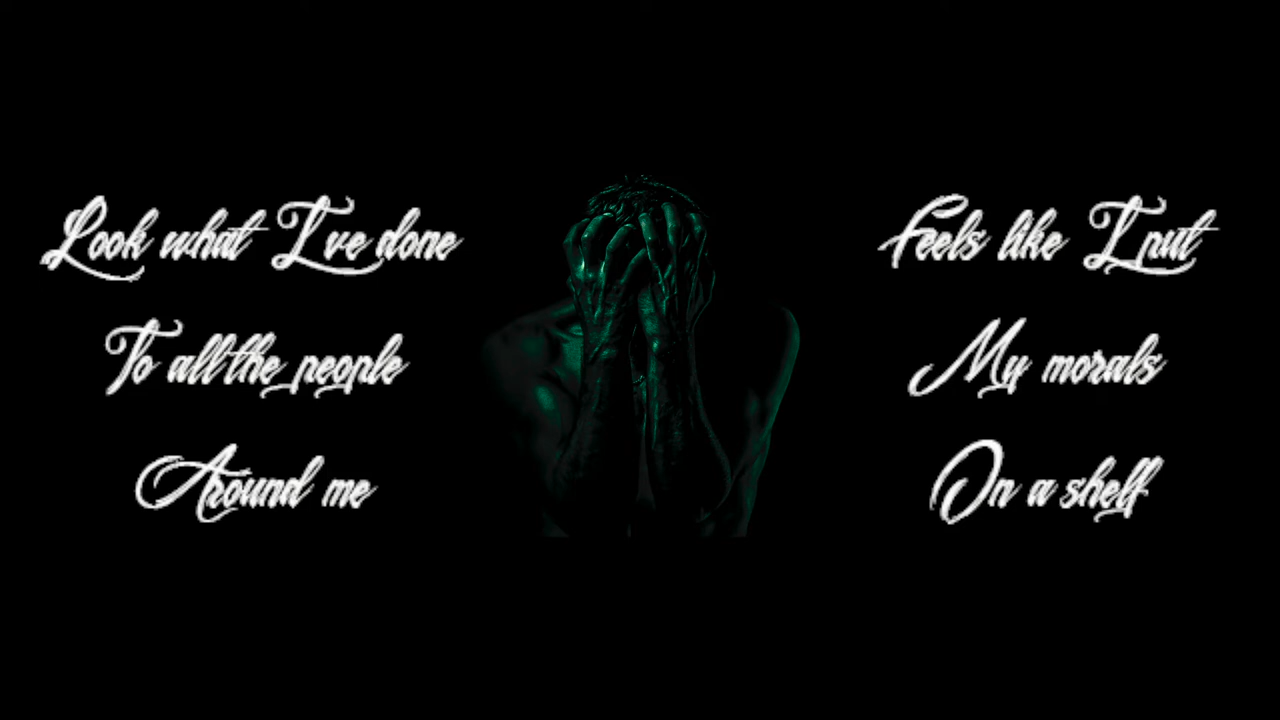 Look what I've done
To all the people
Around me
Feels like I put
My morals
On a shelf